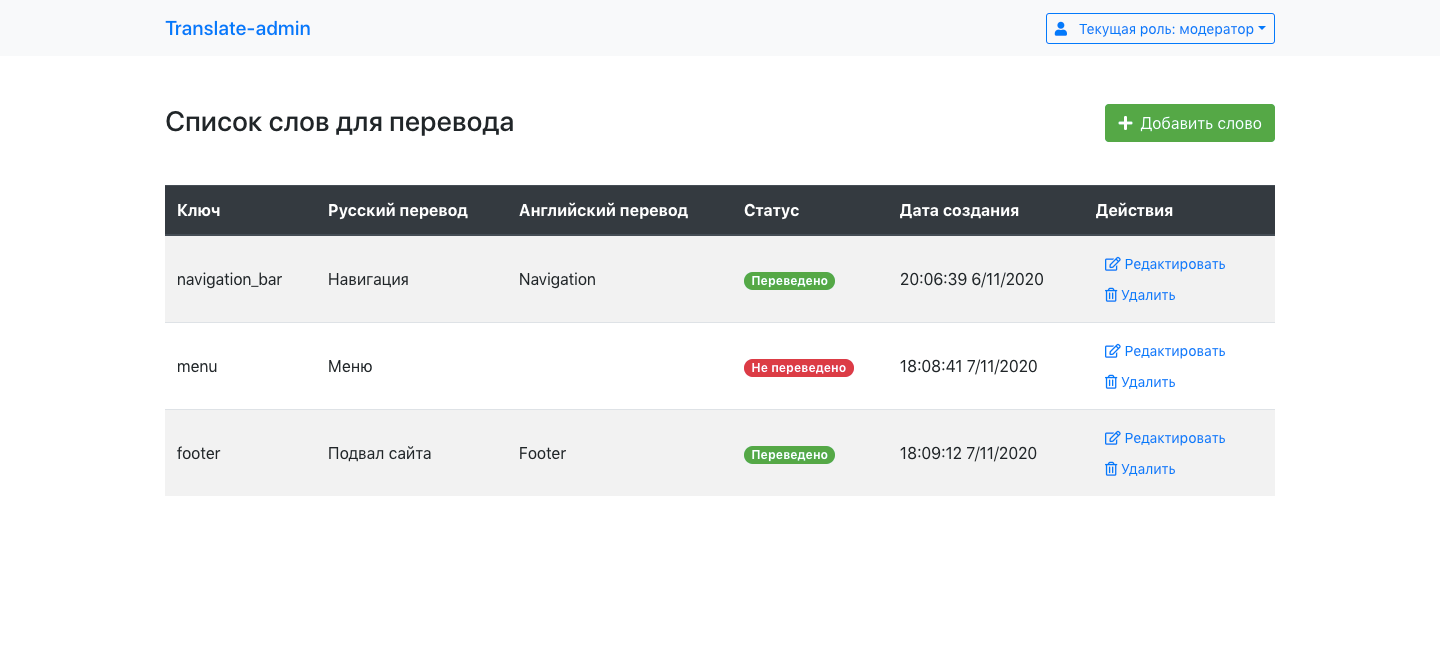 Translate-admin Текущая роль: модератор
Список слов для перевода Добавить слово
Ключ Русский перевод Английский перевод Статус Дата создания Действия
navigation_bar Навигация Navigation Переведено 20:06:39 6/11/2020 Редактировать
Удалить
menu Меню Не переведено 18:08:41 7/11/2020 Редактировать
Удалить
footer Подвал сайта Footer Переведено 18:09:12 7/11/2020 Редактировать
Удалить